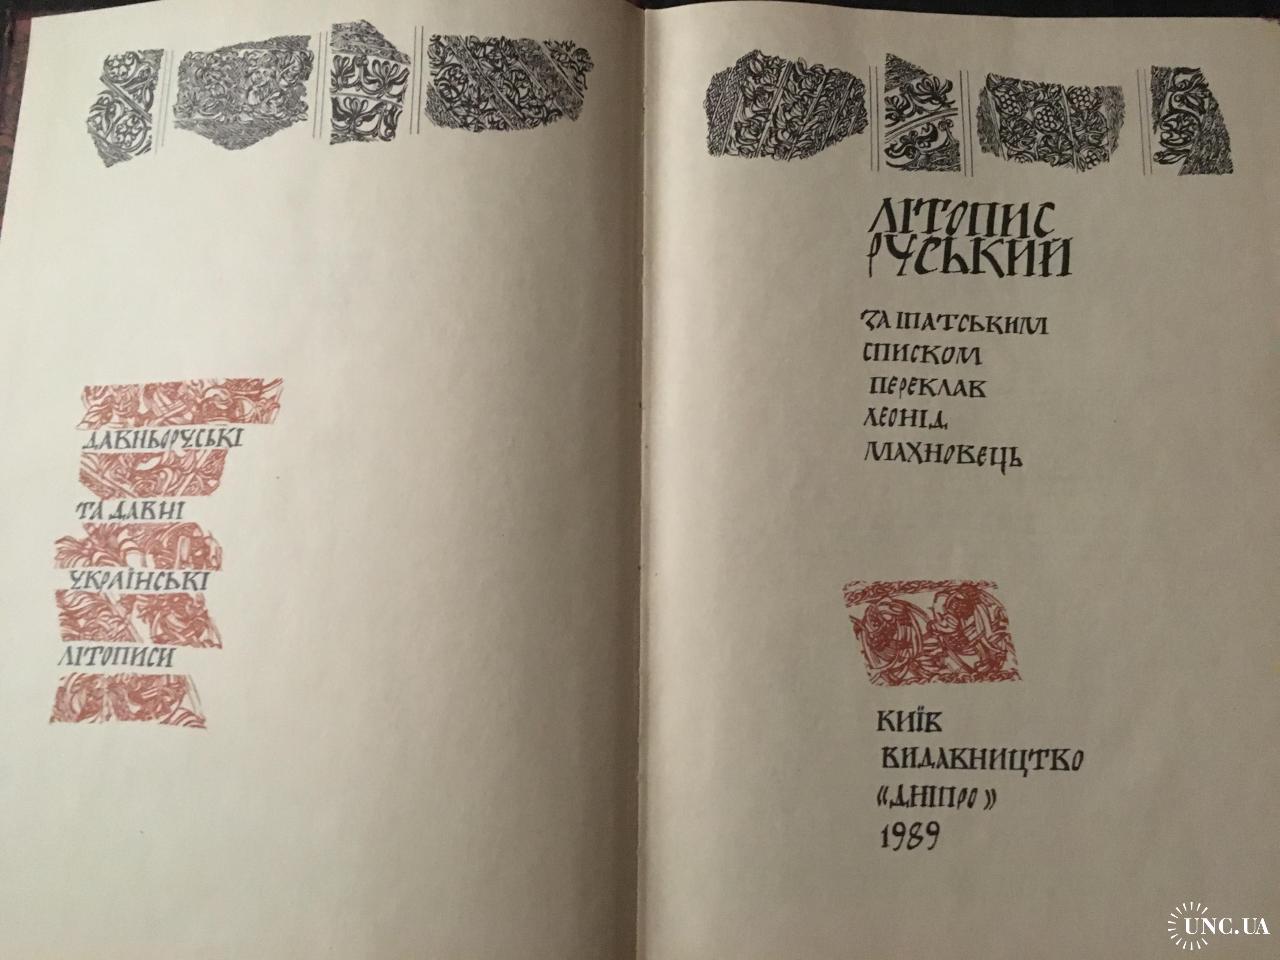 ДАВНЬОРУСЬКІ
ТА ДАВНІ
УКРАЇНСЬКІ
ЛІТОПИСИ
ЛІТОПИС
РУСЬКИЙ
ЗА ІПАТСЬКИМ
СПИСКОМ
ПЕРЕКЛАВ
ЛЕОНІД
МАХНОВЕЦЬ
КИЇВ
ВИДАВНИЦТВО
«ДНІПРО»
1989
UNC.UA